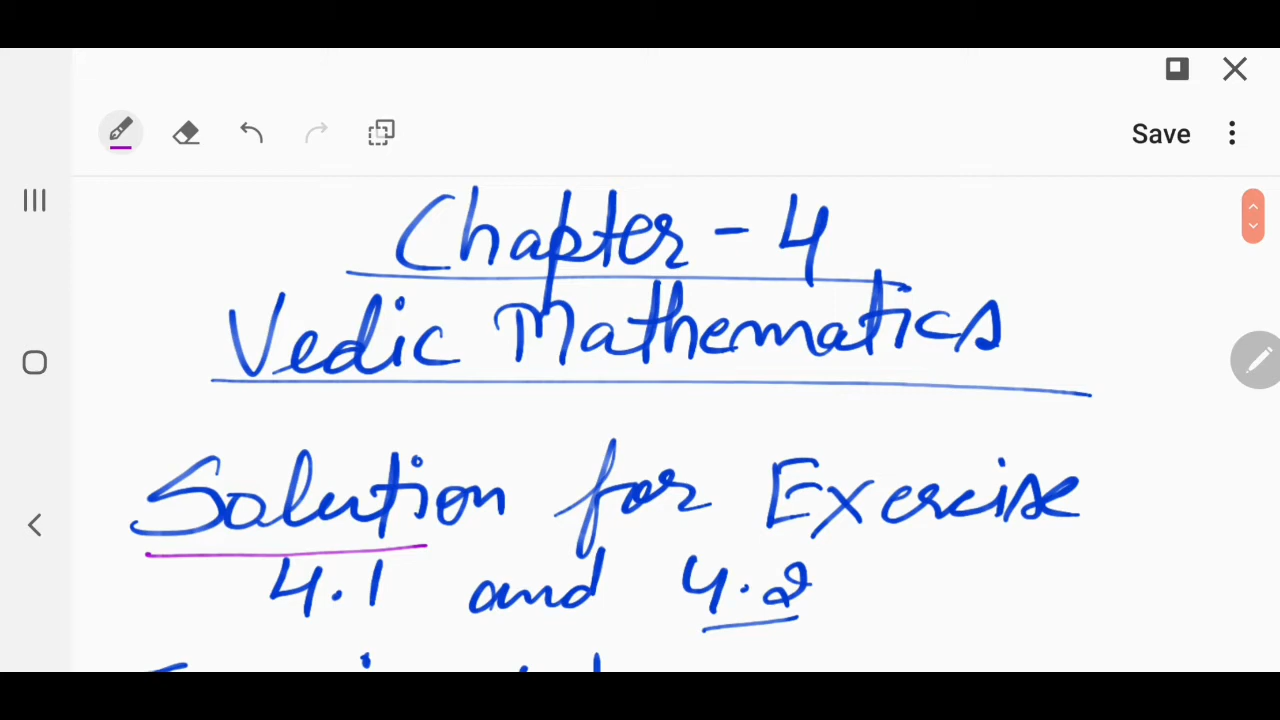 Save
Chapter - 4
Vedic Mathematics
Solution for Exercise
4.1 and 4.2